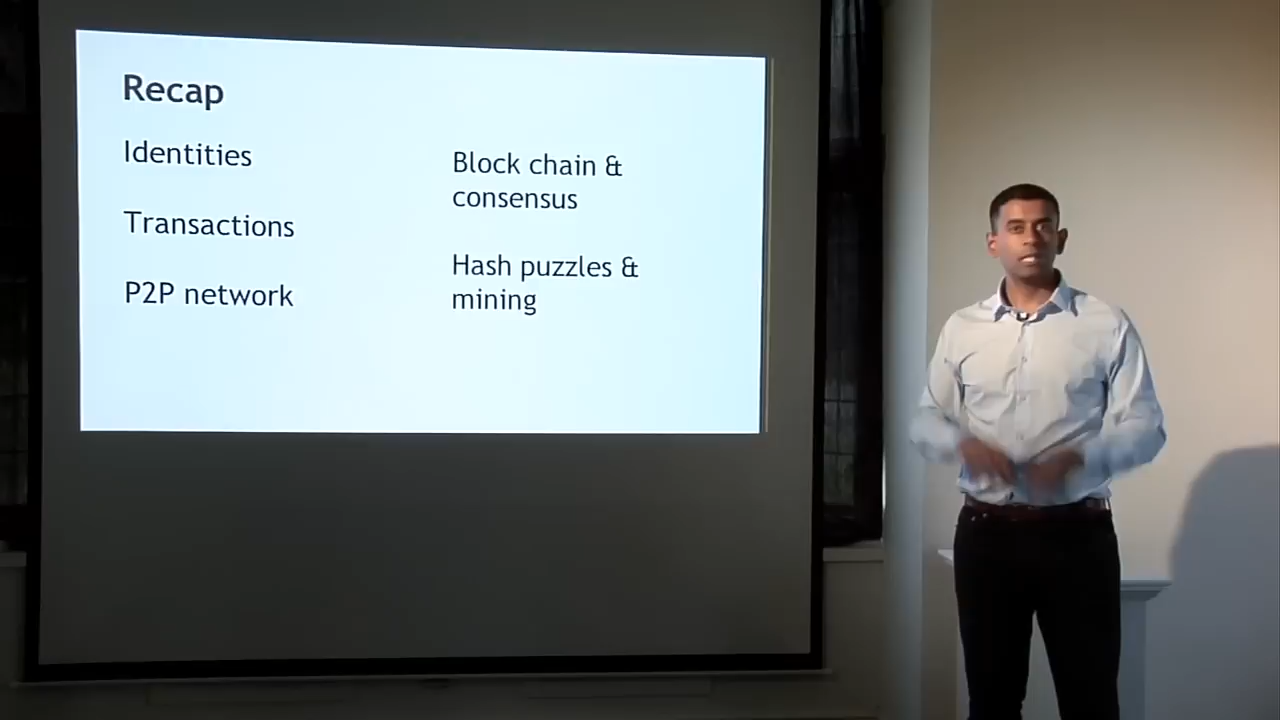 Recap
Identities
Transactions
P2P network
Block chain &
consensus
Hash puzzles &
mining